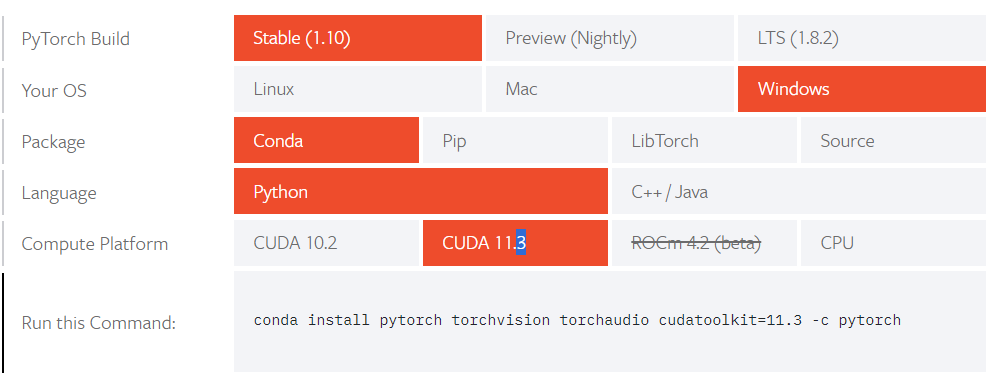 PyTorch Build Stable (1.10) Preview (Nightly) LTS (1.8.2)
Your OS Linux Mac Windows
Package Conda Pip LibTorch Source
Language Python C++ / Java
Compute Platform CUDA 10.2 CUDA 11.3 ROCm 4.2 (beta) CPU
Run this Command: conda install pytorch torchvision torchaudio cudatoolkit=11.3 -c pytorch